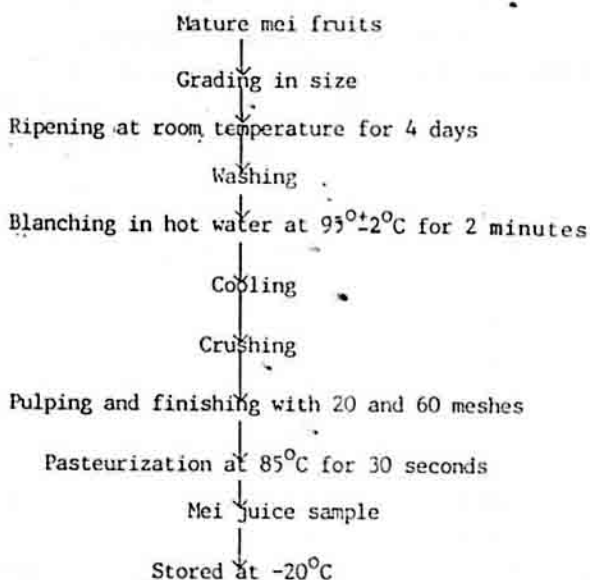 Mature mei fruits
Grading in size
Ripening at room temperature for 4 days
Washing
Blanching in hot water at 95°±2°C for 2 minutes
Cooling
Crushing
Pulping and finishing with 20 and 60 meshes
Pasteurization at 85°C for 30 seconds
Mei juice sample
Stored at -20°C